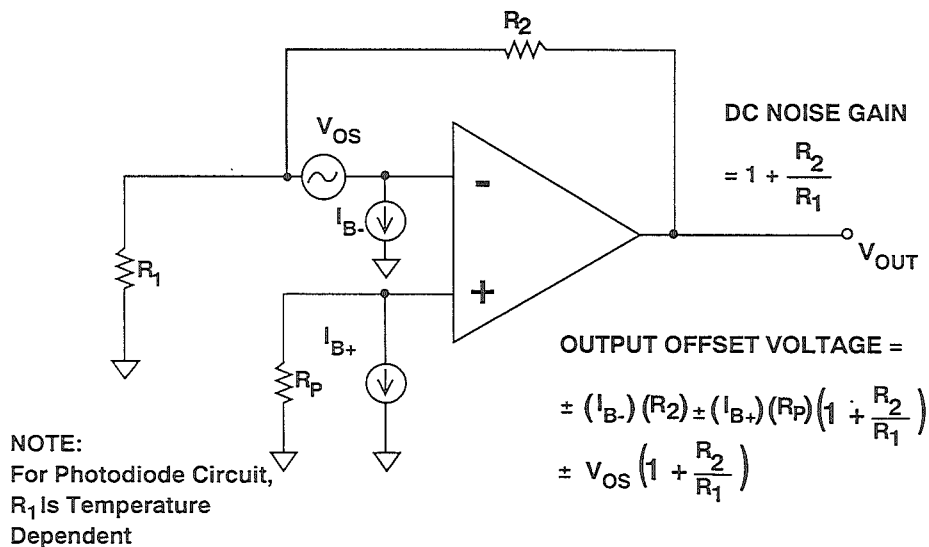 R2
VOS
DC NOISE GAIN
= 1 + R2/R1
IB-
-
R1
+
VOUT
IB+
RP
OUTPUT OFFSET VOLTAGE =
± (IB-) (R2) ± (IB+) (RP) (1 + R2/R1)
± VOS (1 + R2/R1)
NOTE:
For Photodiode Circuit,
R1 Is Temperature
Dependent